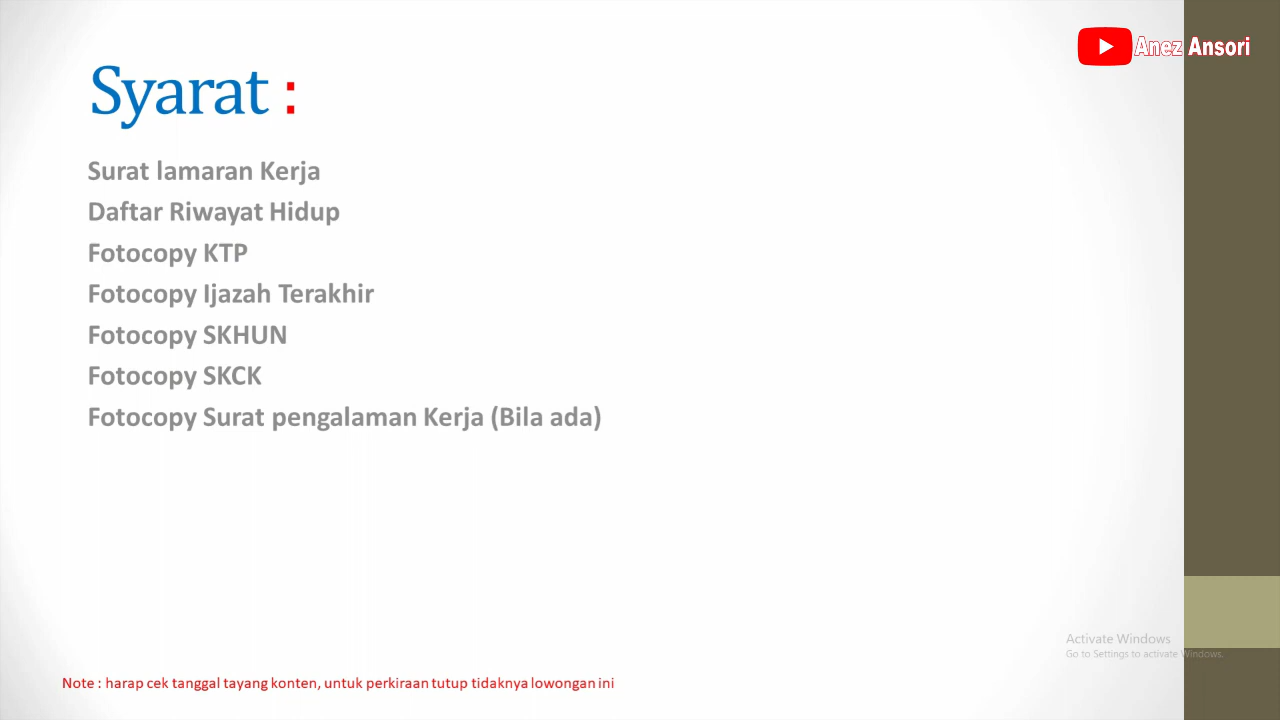 Anez Ansori
Syarat :
Surat lamaran Kerja
Daftar Riwayat Hidup
Fotocopy KTP
Fotocopy Ijazah Terakhir
Fotocopy SKHUN
Fotocopy SKCK
Fotocopy Surat pengalaman Kerja (Bila ada)
Activate Windows
Go to Settings to activate Windows.
Note : harap cek tanggal tayang konten, untuk perkiraan tutup tidaknya lowongan ini